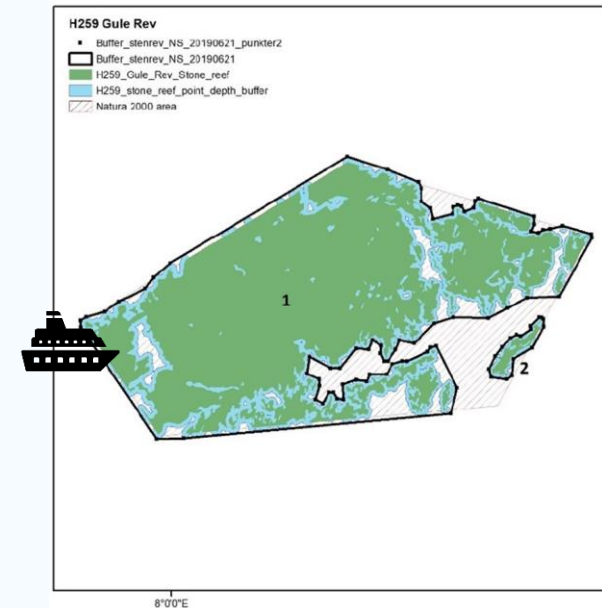 H259 Gule Rev
Buffer_stenrev_NS_20190621_punkter2
Buffer_stenrev_NS_20190621
H259_Gule_Rev_Stone_reef
H259_stone_reef_point_depth_buffer
Natura 2000 area
1
2
8°0'0"E